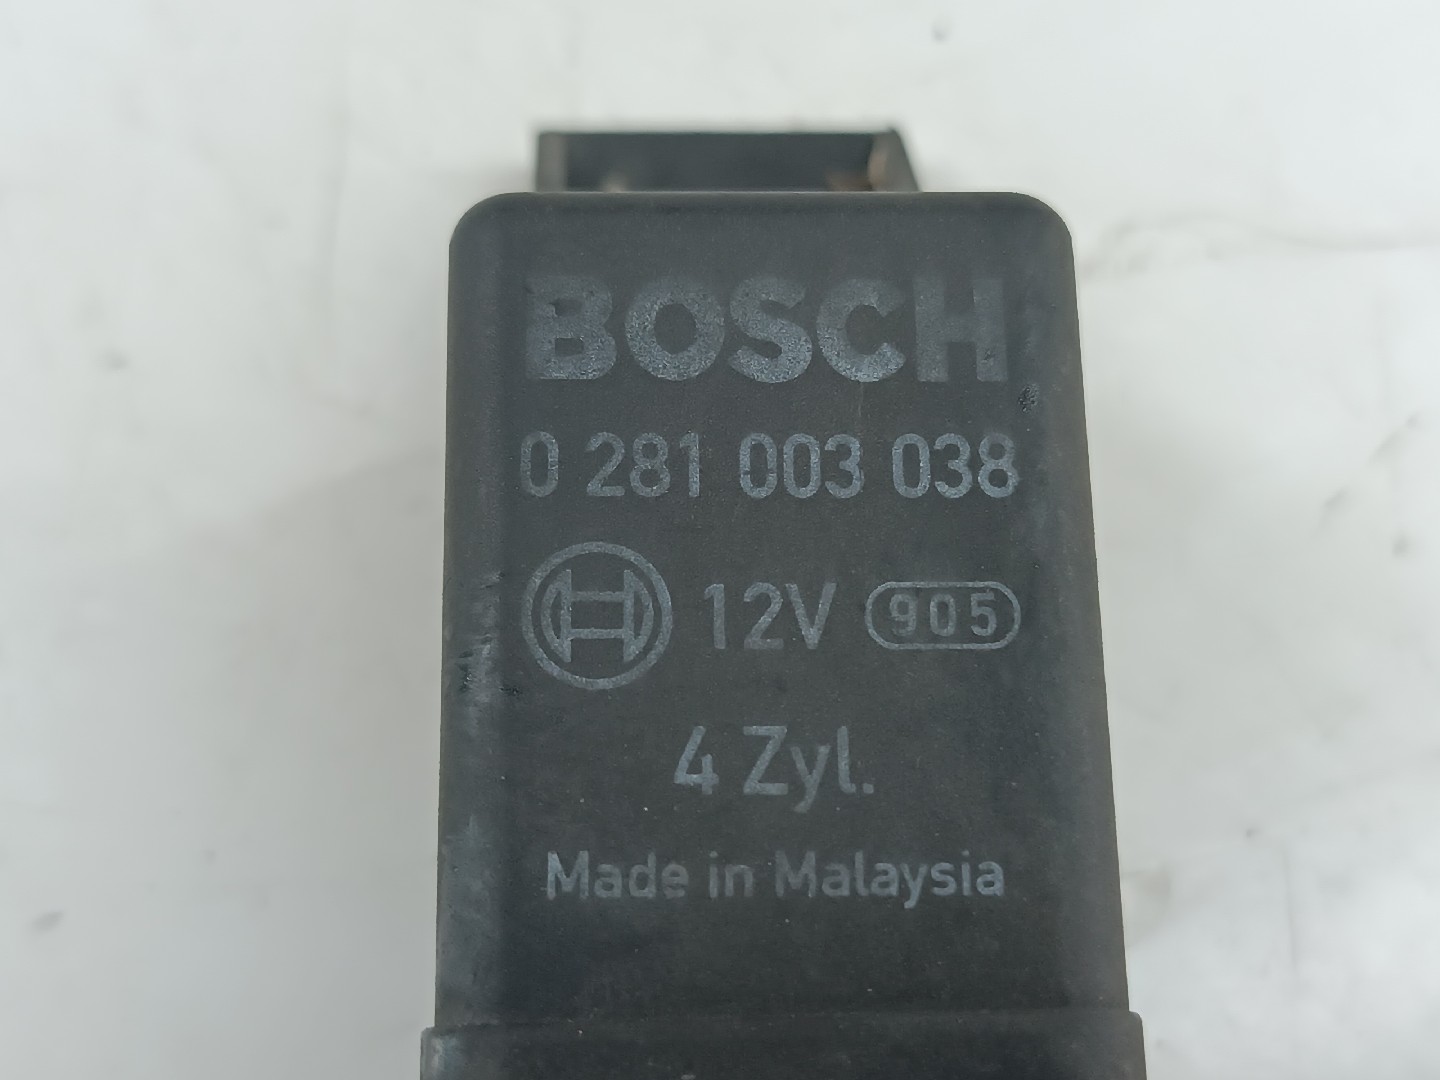 BOSCH
0 281 003 038
12V 905
4 Zyl.
Made in Malaysia